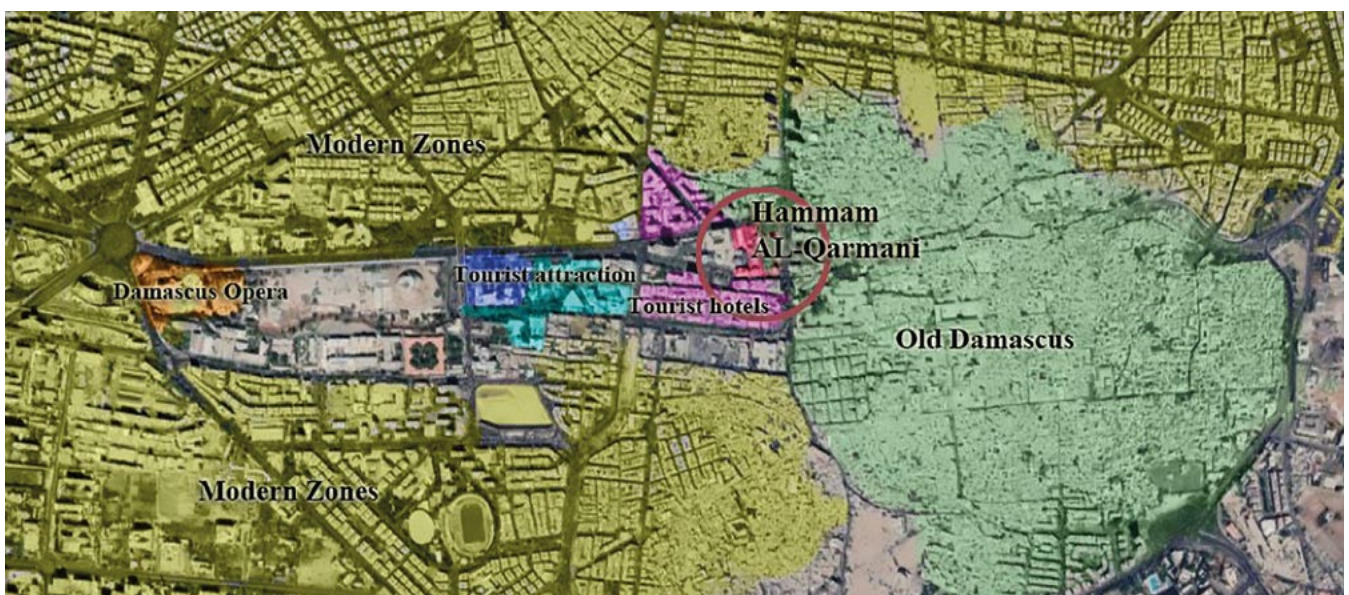 Modern Zones
Hammam
AL-Qarmani
Tourist attraction
Damascus Opera
Tourist hotels
Old Damascus
Modern Zones